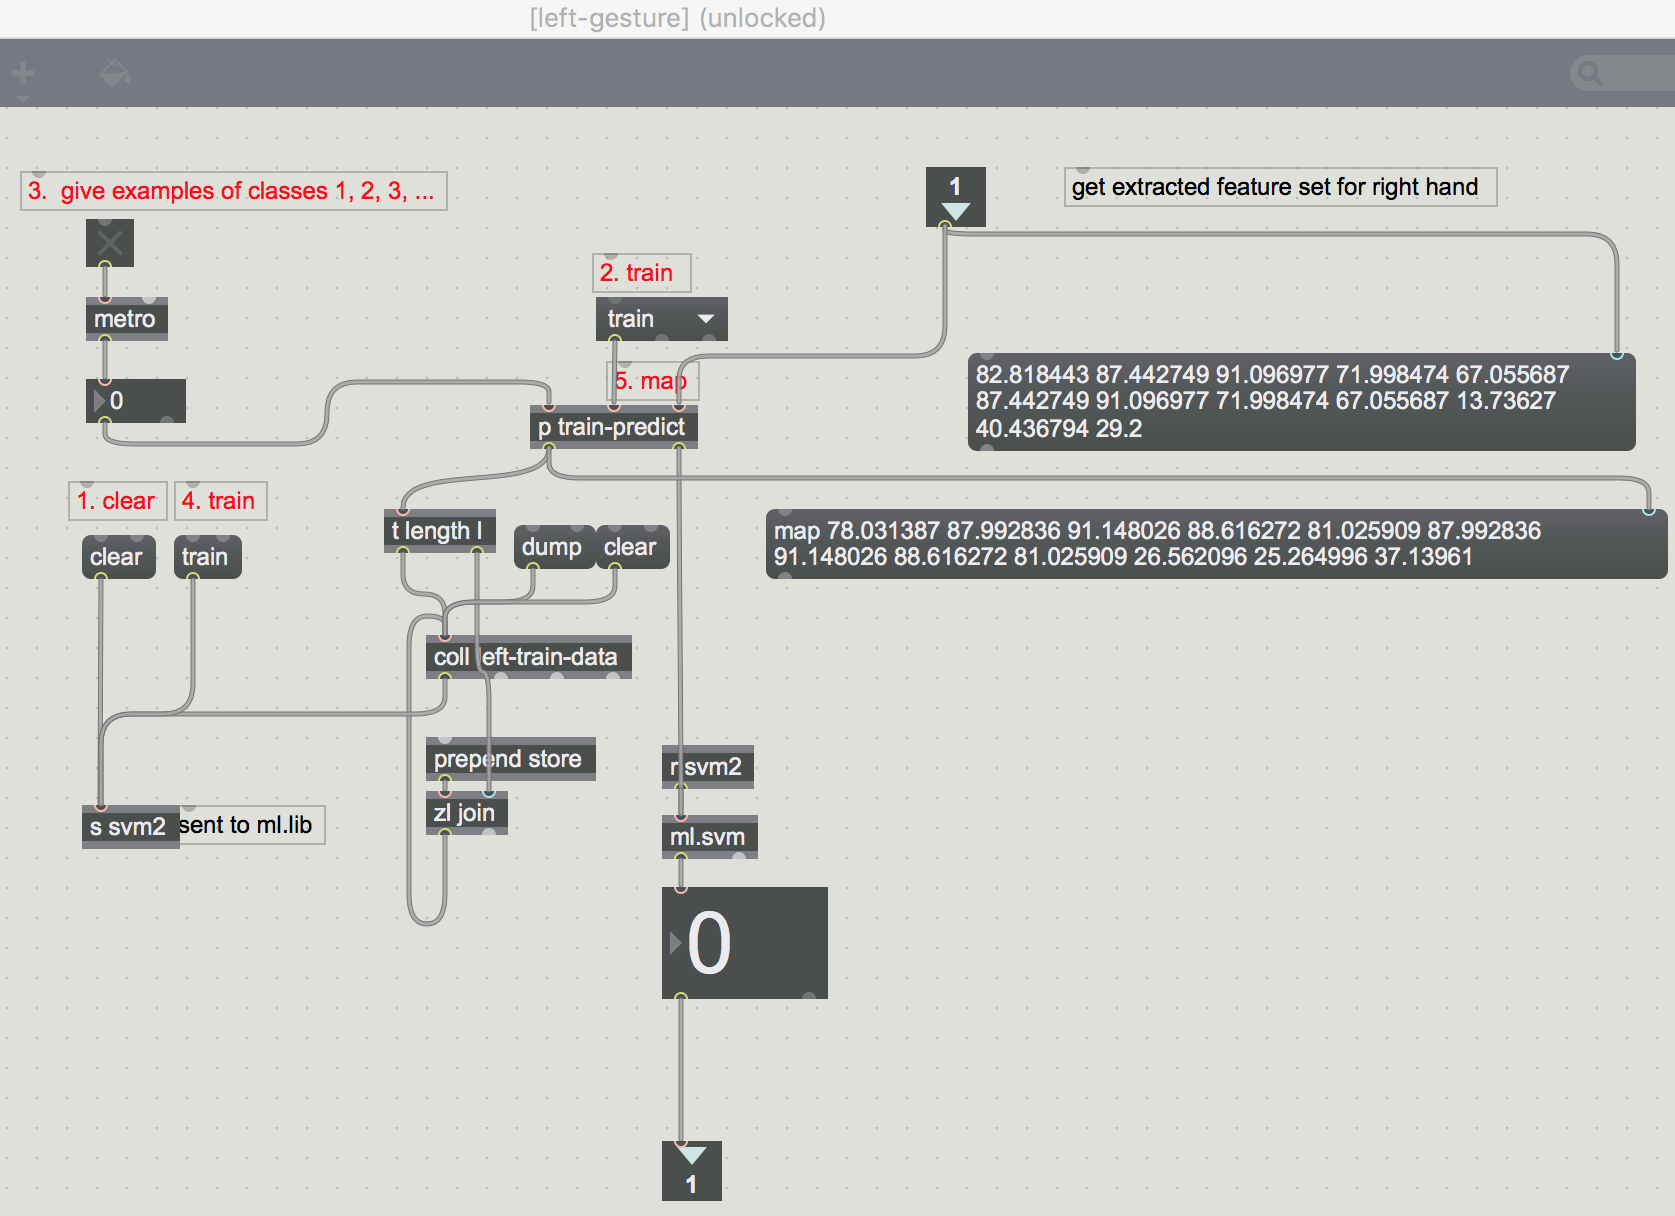 [left-gesture] (unlocked)
3.  give examples of classes 1, 2, 3, ...
1
get extracted feature set for right hand
2. train
metro
train
5. map
0
82.818443 87.442749 91.096977 71.998474 67.055687
87.442749 91.096977 71.998474 67.055687 13.73627
40.436794 29.2
p train-predict
1. clear
4. train
t length l
map 78.031387 87.992836 91.148026 88.616272 81.025909 87.992836
91.148026 88.616272 81.025909 26.562096 25.264996 37.13961
clear
train
dump
clear
coll left-train-data
prepend store
r svm2
zl join
s svm2
sent to ml.lib
ml.svm
0
1